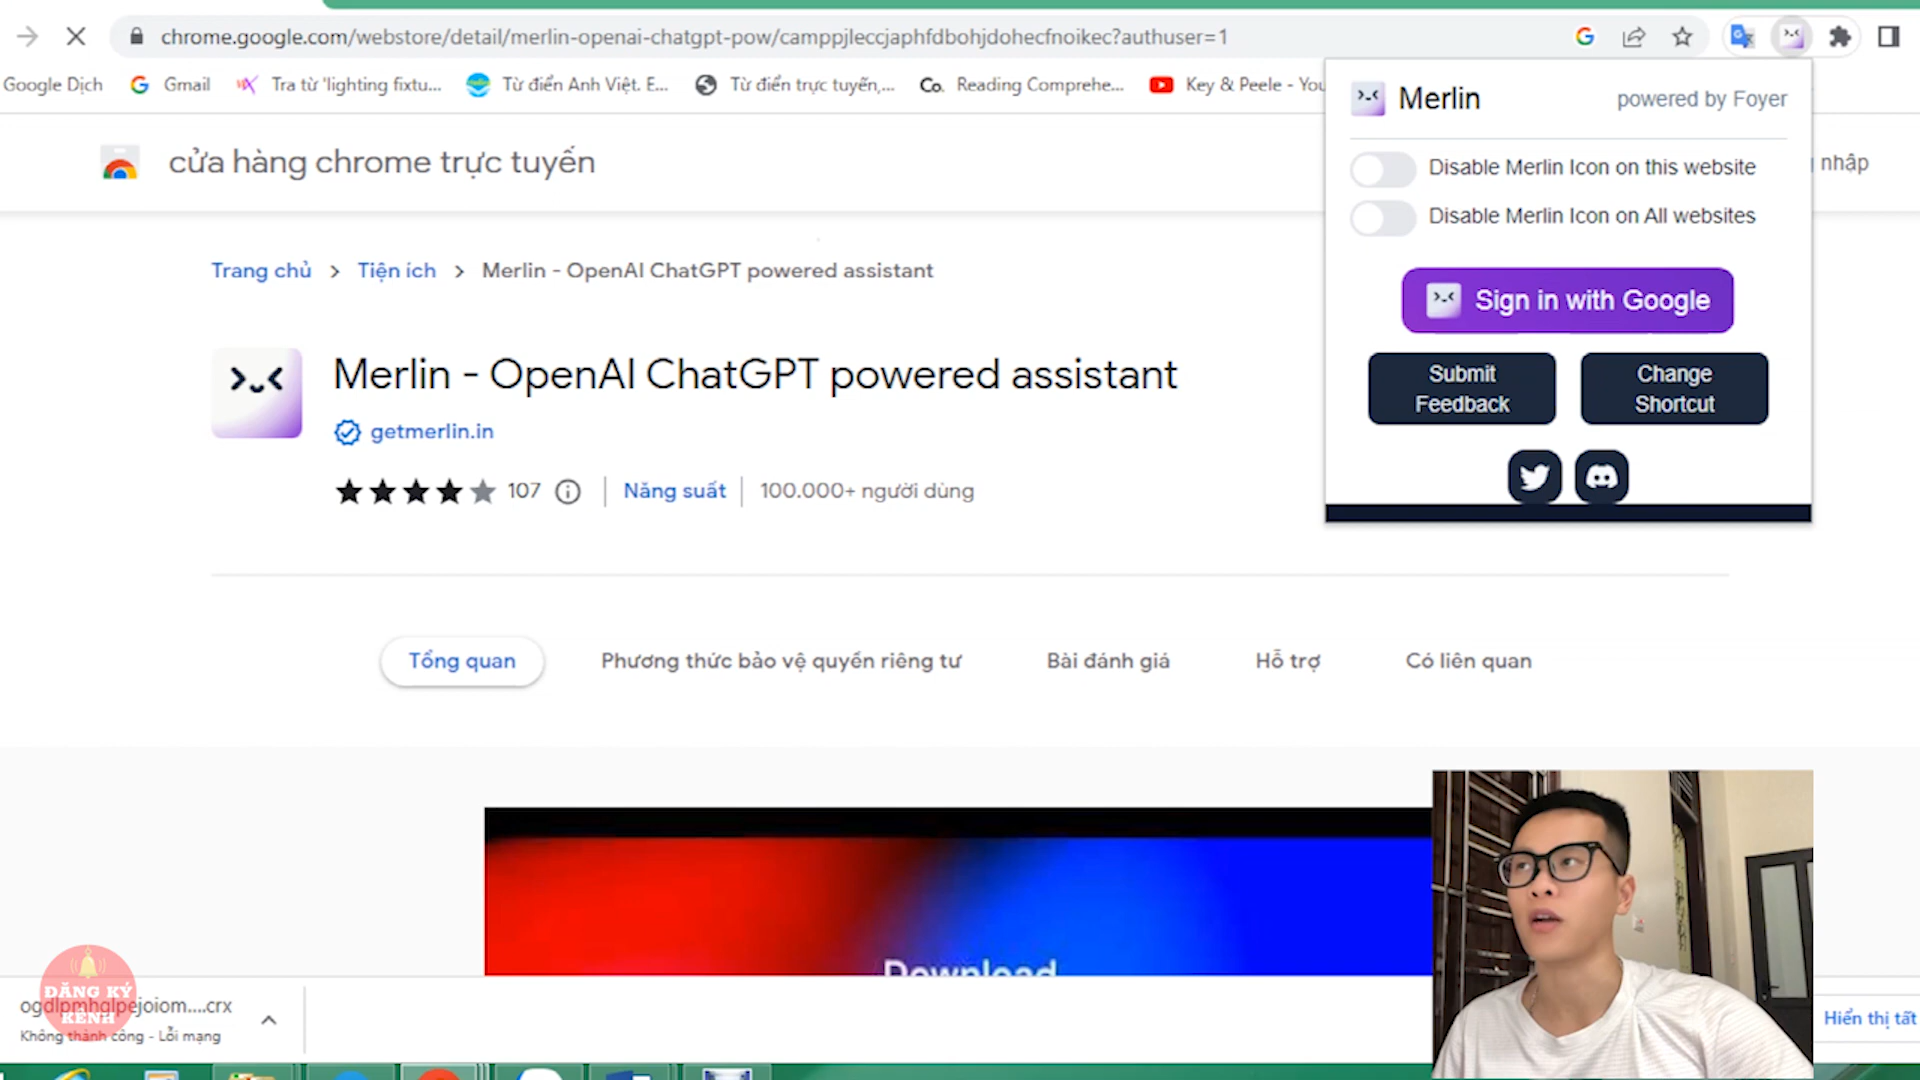 chrome.google.com/webstore/detail/merlin-openai-chatgpt-pow/camppjleccjaphfdbohjdohecfnoikec?authuser=1
Google Dịch
Gmail
Tra từ 'lighting fixtu...
Từ điển Anh Việt. E...
Từ điển trực tuyến,...
Co. Reading Comprehe...
Key & Peele - You
Merlin
powered by Foyer
Disable Merlin Icon on this website
Disable Merlin Icon on All websites
Sign in with Google
Submit
Feedback
Change
Shortcut
cửa hàng chrome trực tuyến
nhập
Trang chủ > Tiện ích > Merlin - OpenAI ChatGPT powered assistant
Merlin - OpenAI ChatGPT powered assistant
getmerlin.in
107
Năng suất
100.000+ người dùng
Tổng quan
Phương thức bảo vệ quyền riêng tư
Bài đánh giá
Hỗ trợ
Có liên quan
Download
ĐĂNG KÝ
KÊNH
ogdlpmhglpejoiom....crx
Không thành công - Lỗi mạng
Hiển thị tất